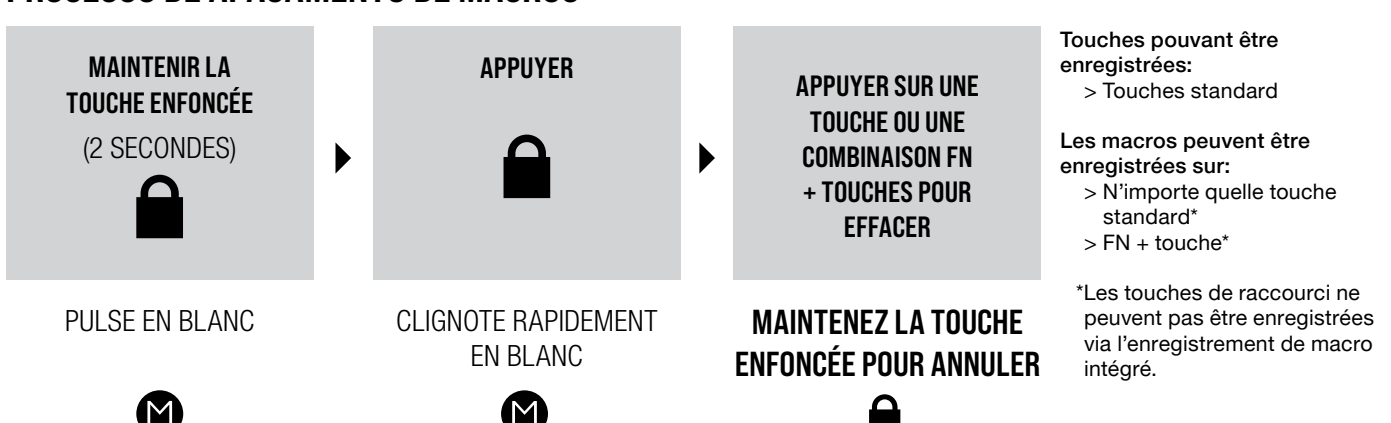 MAINTENIR LA
TOUCHE ENFONCÉE
(2 SECONDES)
APPUYER
APPUYER SUR UNE
TOUCHE OU UNE
COMBINAISON FN
+ TOUCHES POUR
EFFACER
PULSE EN BLANC
CLIGNOTE RAPIDEMENT
EN BLANC
MAINTENEZ LA TOUCHE
ENFONCÉE POUR ANNULER
M
M
Touches pouvant être
enregistrées:
> Touches standard
Les macros peuvent être
enregistrées sur:
> N'importe quelle touche
standard*
> FN + touche*
*Les touches de raccourci ne
peuvent pas être enregistrées
via l'enregistrement de macro
intégré.